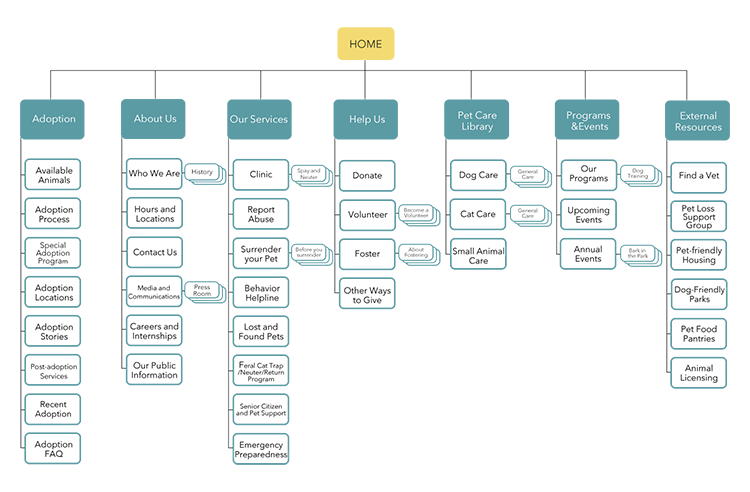 HOME
Adoption
Available
Animals
Adoption
Process
Special
Adoption
Program
Adoption
Locations
Adoption
Stories
Post-adoption
Services
Recent
Adoption
Adoption
FAQ
About Us
Who We Are
History
Hours and
Locations
Contact Us
Media and
Communications
Press
Room
Careers and
Internships
Our Public
Information
Our Services
Clinic
Spay and
Neuter
Report
Abuse
Surrender
your Pet
Before you
surrender
Behavior
Helpline
Lost and
Found Pets
Feral Cat Trap
/Neuter/Return
Program
Senior Citizen
and Pet Support
Emergency
Preparedness
Help Us
Donate
Volunteer
Become a
Volunteer
Foster
About
Fostering
Other Ways
to Give
Pet Care
Library
Dog Care
General
Care
Cat Care
General
Care
Small Animal
Care
Programs
&Events
Our
Programs
Dog
Training
Upcoming
Events
Annual
Events
Bark in
the Park
External
Resources
Find a Vet
Pet Loss
Support
Group
Pet-friendly
Housing
Dog-Friendly
Parks
Pet Food
Pantries
Animal
Licensing